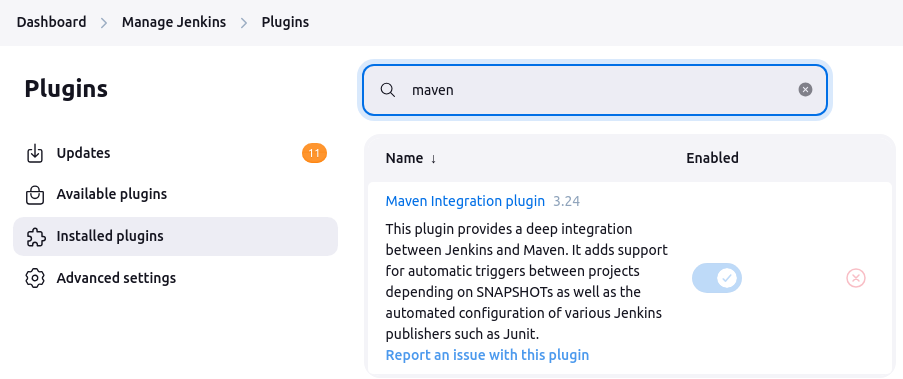 Dashboard > Manage Jenkins > Plugins
Plugins
maven
Updates 11
Available plugins
Installed plugins
Advanced settings
Name ↓ Enabled
Maven Integration plugin 3.24
This plugin provides a deep integration
between Jenkins and Maven. It adds support
for automatic triggers between projects
depending on SNAPSHOTs as well as the
automated configuration of various Jenkins
publishers such as Junit.
Report an issue with this plugin